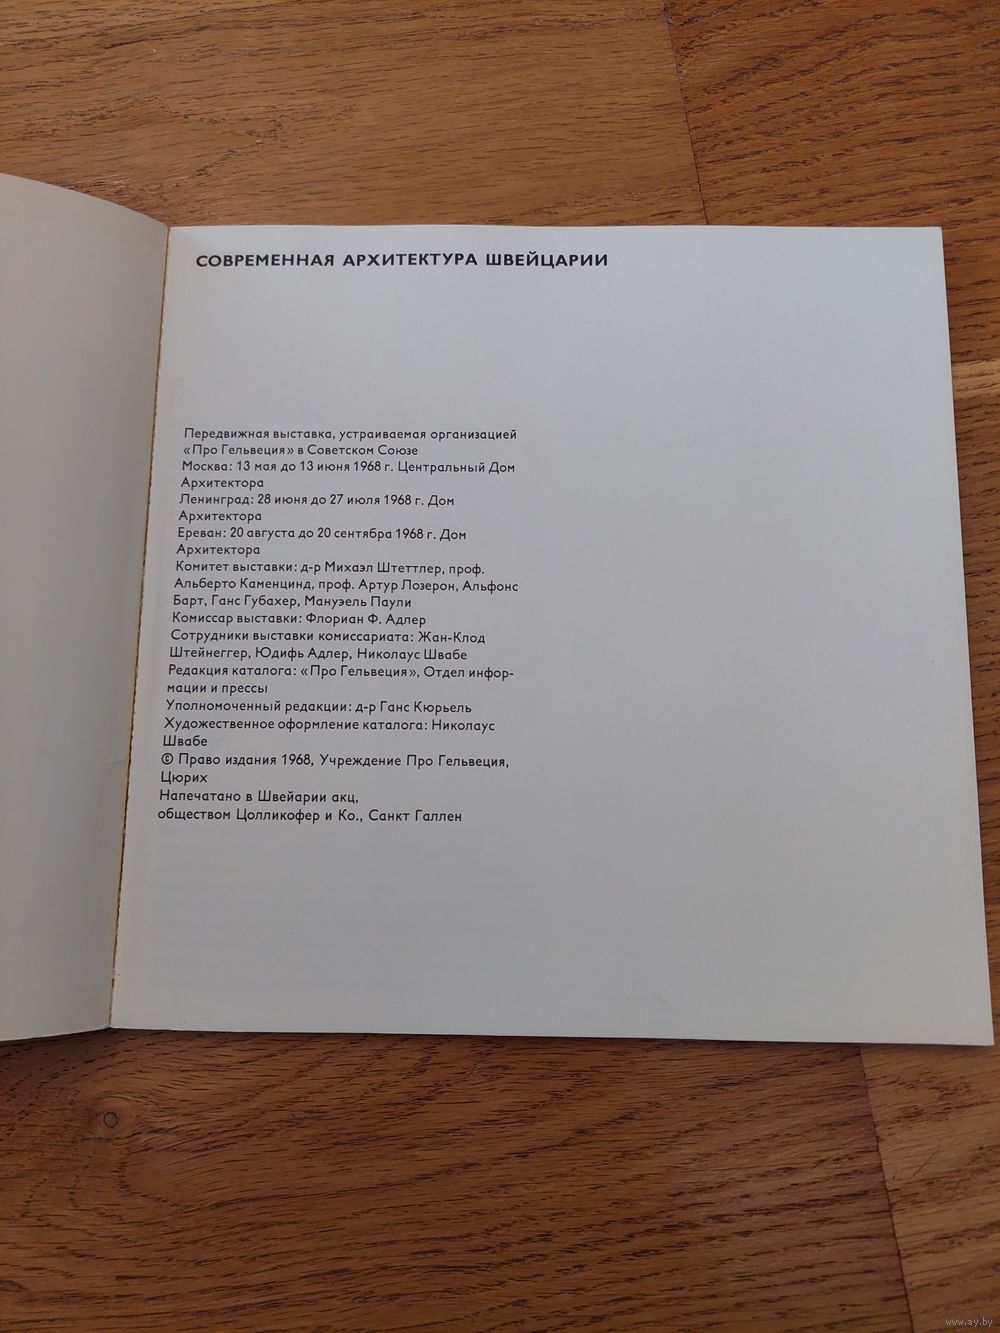 СОВРЕМЕННАЯ АРХИТЕКТУРА ШВЕЙЦАРИИ
Передвижная выставка, устраиваемая организацией
«Про Гельвеция» в Советском Союзе
Москва: 13 мая до 13 июня 1968 г. Центральный Дом
Архитектора
Ленинград: 28 июня до 27 июля 1968 г. Дом
Архитектора
Ереван: 20 августа до 20 сентября 1968 г. Дом
Архитектора
Комитет выставки: д-р Михаэл Штеттлер, проф.
Альберто Каменцинд, проф. Артур Лозерон, Альфонс
Барт, Ганс Губахер, Мануэль Паули
Комиссар выставки: Флориан Ф. Адлер
Сотрудники выставки комиссариата: Жан-Клод
Штейнеггер, Юдифь Адлер, Николаус Швабе
Редакция каталога: «Про Гельвеция», Отдел инфор-
мации и прессы
Уполномоченный редакции: д-р Ганс Кюрьель
Художественное оформление каталога: Николаус
Швабе
© Право издания 1968, Учреждение Про Гельвеция,
Цюрих
Напечатано в Швейарии акц,
обществом Цолликофер и Ко., Санкт Галлен
www.ay.by